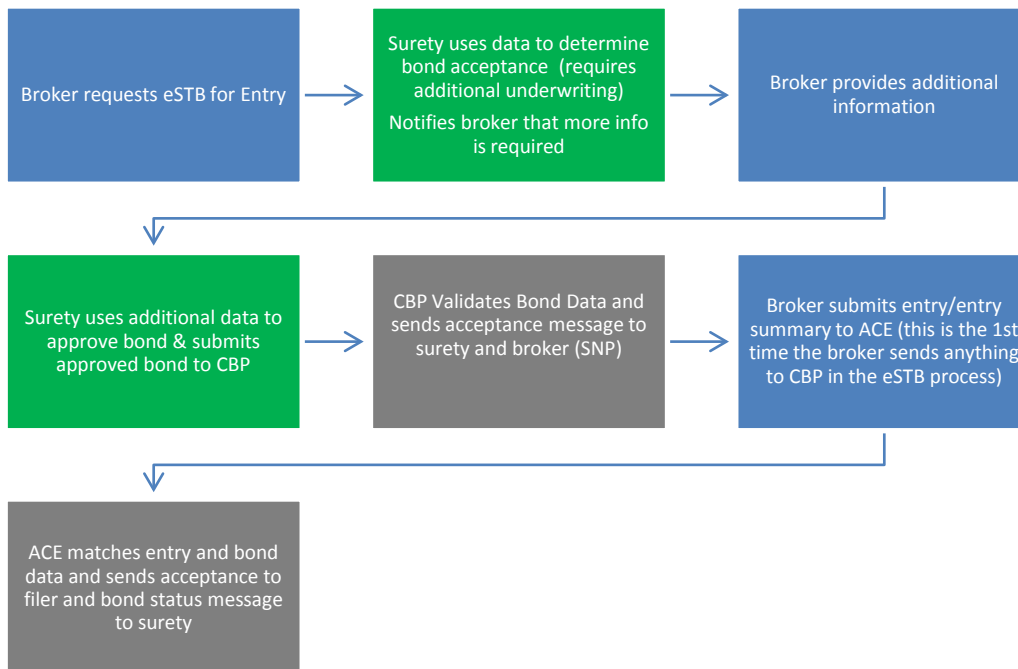 Broker requests eSTB for Entry
Surety uses data to determine
bond acceptance  (requires
additional underwriting)
Notifies broker that more info
is required
Broker provides additional
information
Surety uses additional data to
approve bond & submits
approved bond to CBP
CBP Validates Bond Data and
sends acceptance message to
surety and broker (SNP)
Broker submits entry/entry
summary to ACE (this is the 1st
time the broker sends anything
to CBP in the eSTB process)
ACE matches entry and bond
data and sends acceptance to
filer and bond status message
to surety